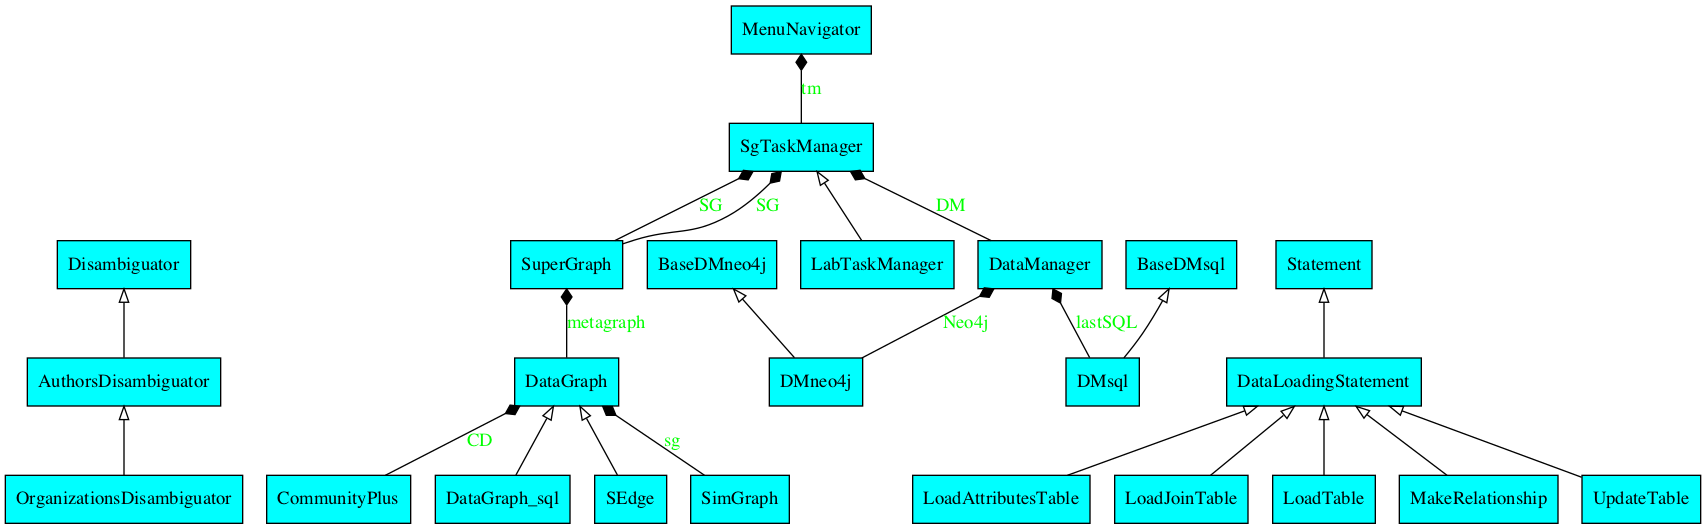 MenuNavigator
tm
SgTaskManager
SG
SG
DM
Disambiguator
SuperGraph
BaseDMneo4j
LabTaskManager
DataManager
BaseDMsql
Statement
metagraph
Neo4j
lastSQL
AuthorsDisambiguator
DataGraph
DMneo4j
DMsql
DataLoadingStatement
CD
sg
OrganizationsDisambiguator
CommunityPlus
DataGraph_sql
SEdge
SimGraph
LoadAttributesTable
LoadJoinTable
LoadTable
MakeRelationship
UpdateTable